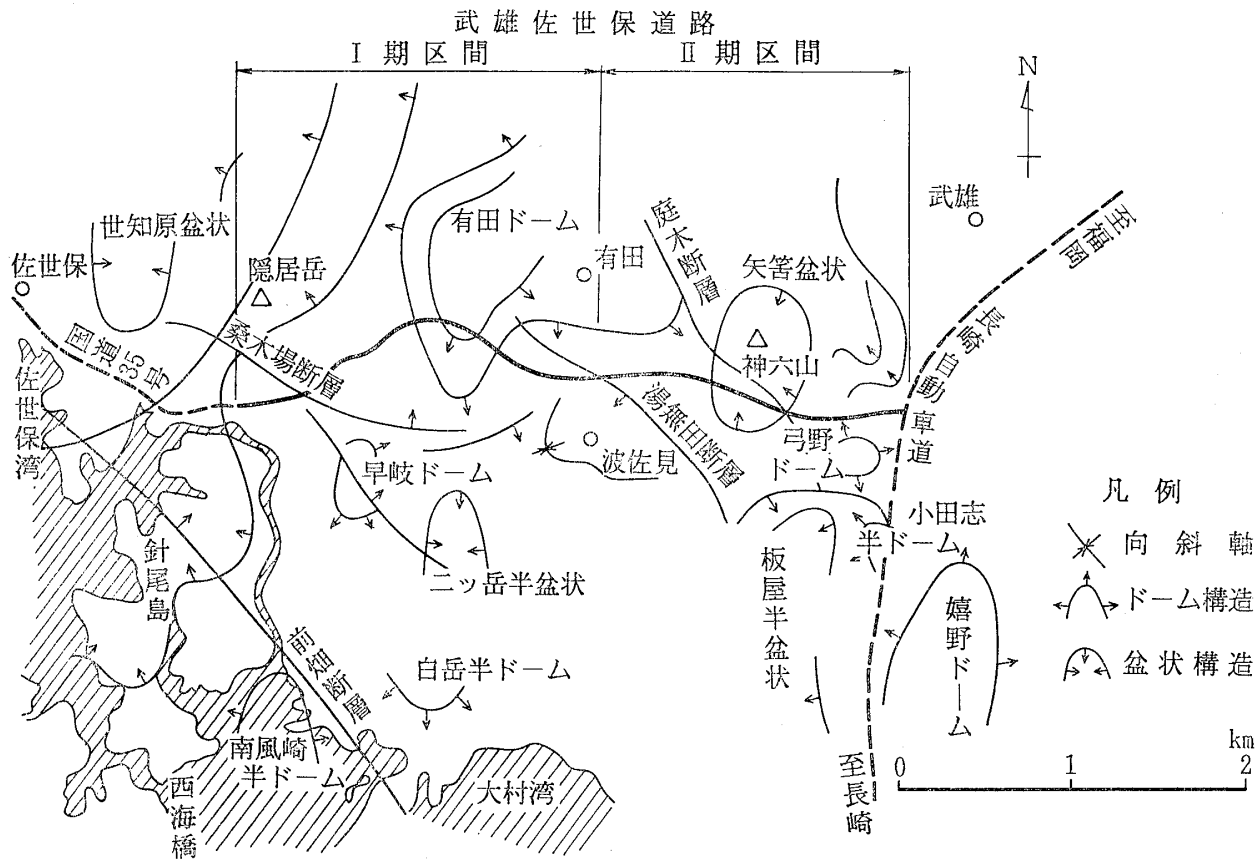 武雄佐世保道路
Ⅰ期区間
Ⅱ期区間
N
武雄
至福岡
世知原盆状
有田ドーム
庭木断層
佐世保
隠居岳
有田
矢筈盆状
長崎自動車道
国道35号
桑木場断層
神六山
佐世保湾
湯無田断層
弓野
ドーム
早岐ドーム
波佐見
凡例
小田志
半ドーム
向斜軸
針尾島
二ッ岳半盆状
板屋半盆状
嬉野ドーム
ドーム構造
前畑断層
白岳半ドーム
盆状構造
南風崎
半ドーム
西海橋
大村湾
至長崎
km
0 1 2